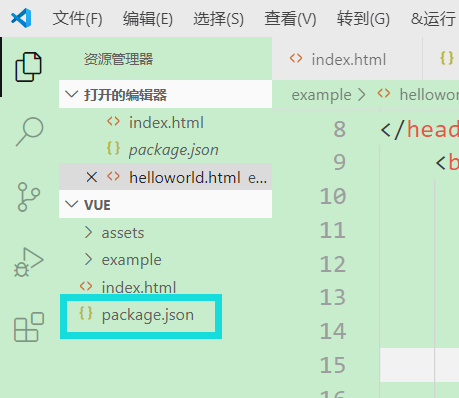 文件(F) 编辑(E) 选择(S) 查看(V) 转到(G) &运行
资源管理器
index.html
打开的编辑器
index.html
package.json
helloworld.html e...
VUE
assets
example
index.html
package.json
example > hellowor
8 </head
9 <b
10
11
12
13
14
15
16